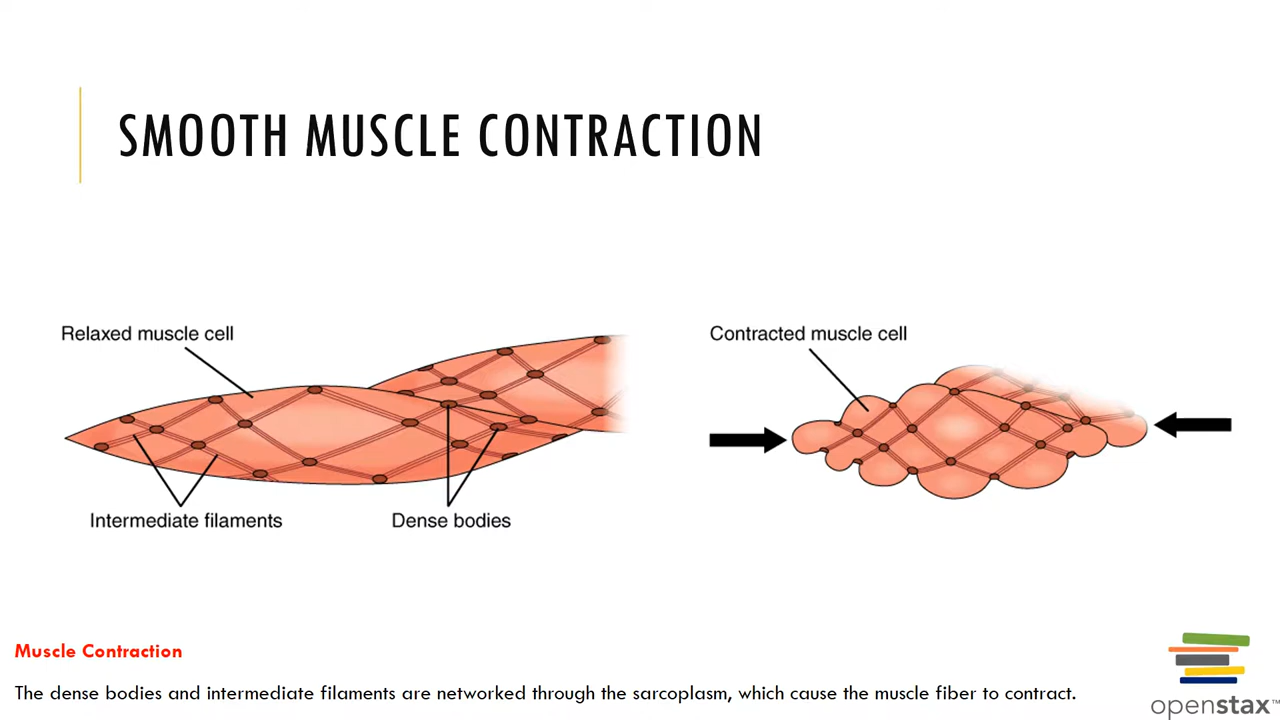 SMOOTH MUSCLE CONTRACTION
Relaxed muscle cell
Contracted muscle cell
Intermediate filaments
Dense bodies
Muscle Contraction
The dense bodies and intermediate filaments are networked through the sarcoplasm, which cause the muscle fiber to contract.
openstax™